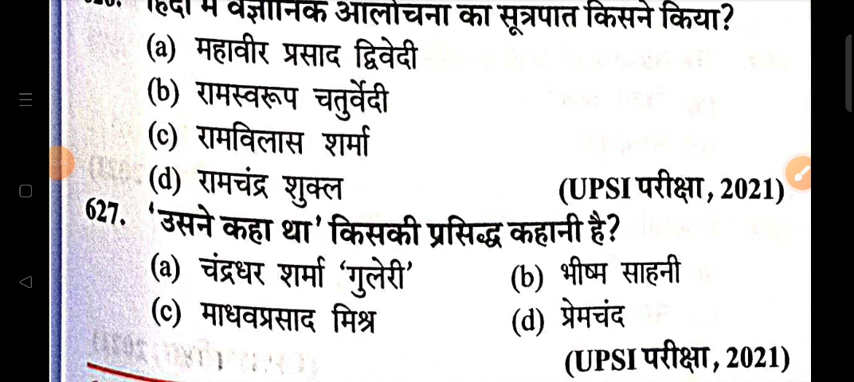 हिंदी में वैज्ञानिक आलोचना का सूत्रपात किसने किया?
(a) महावीर प्रसाद द्विवेदी
(b) रामस्वरूप चतुर्वेदी
(c) रामविलास शर्मा
(d) रामचंद्र शुक्ल (UPSI परीक्षा, 2021)
627. 'उसने कहा था' किसकी प्रसिद्ध कहानी है?
(a) चंद्रधर शर्मा 'गुलेरी' (b) भीष्म साहनी
(c) माधवप्रसाद मिश्र (d) प्रेमचंद
(UPSI परीक्षा, 2021)